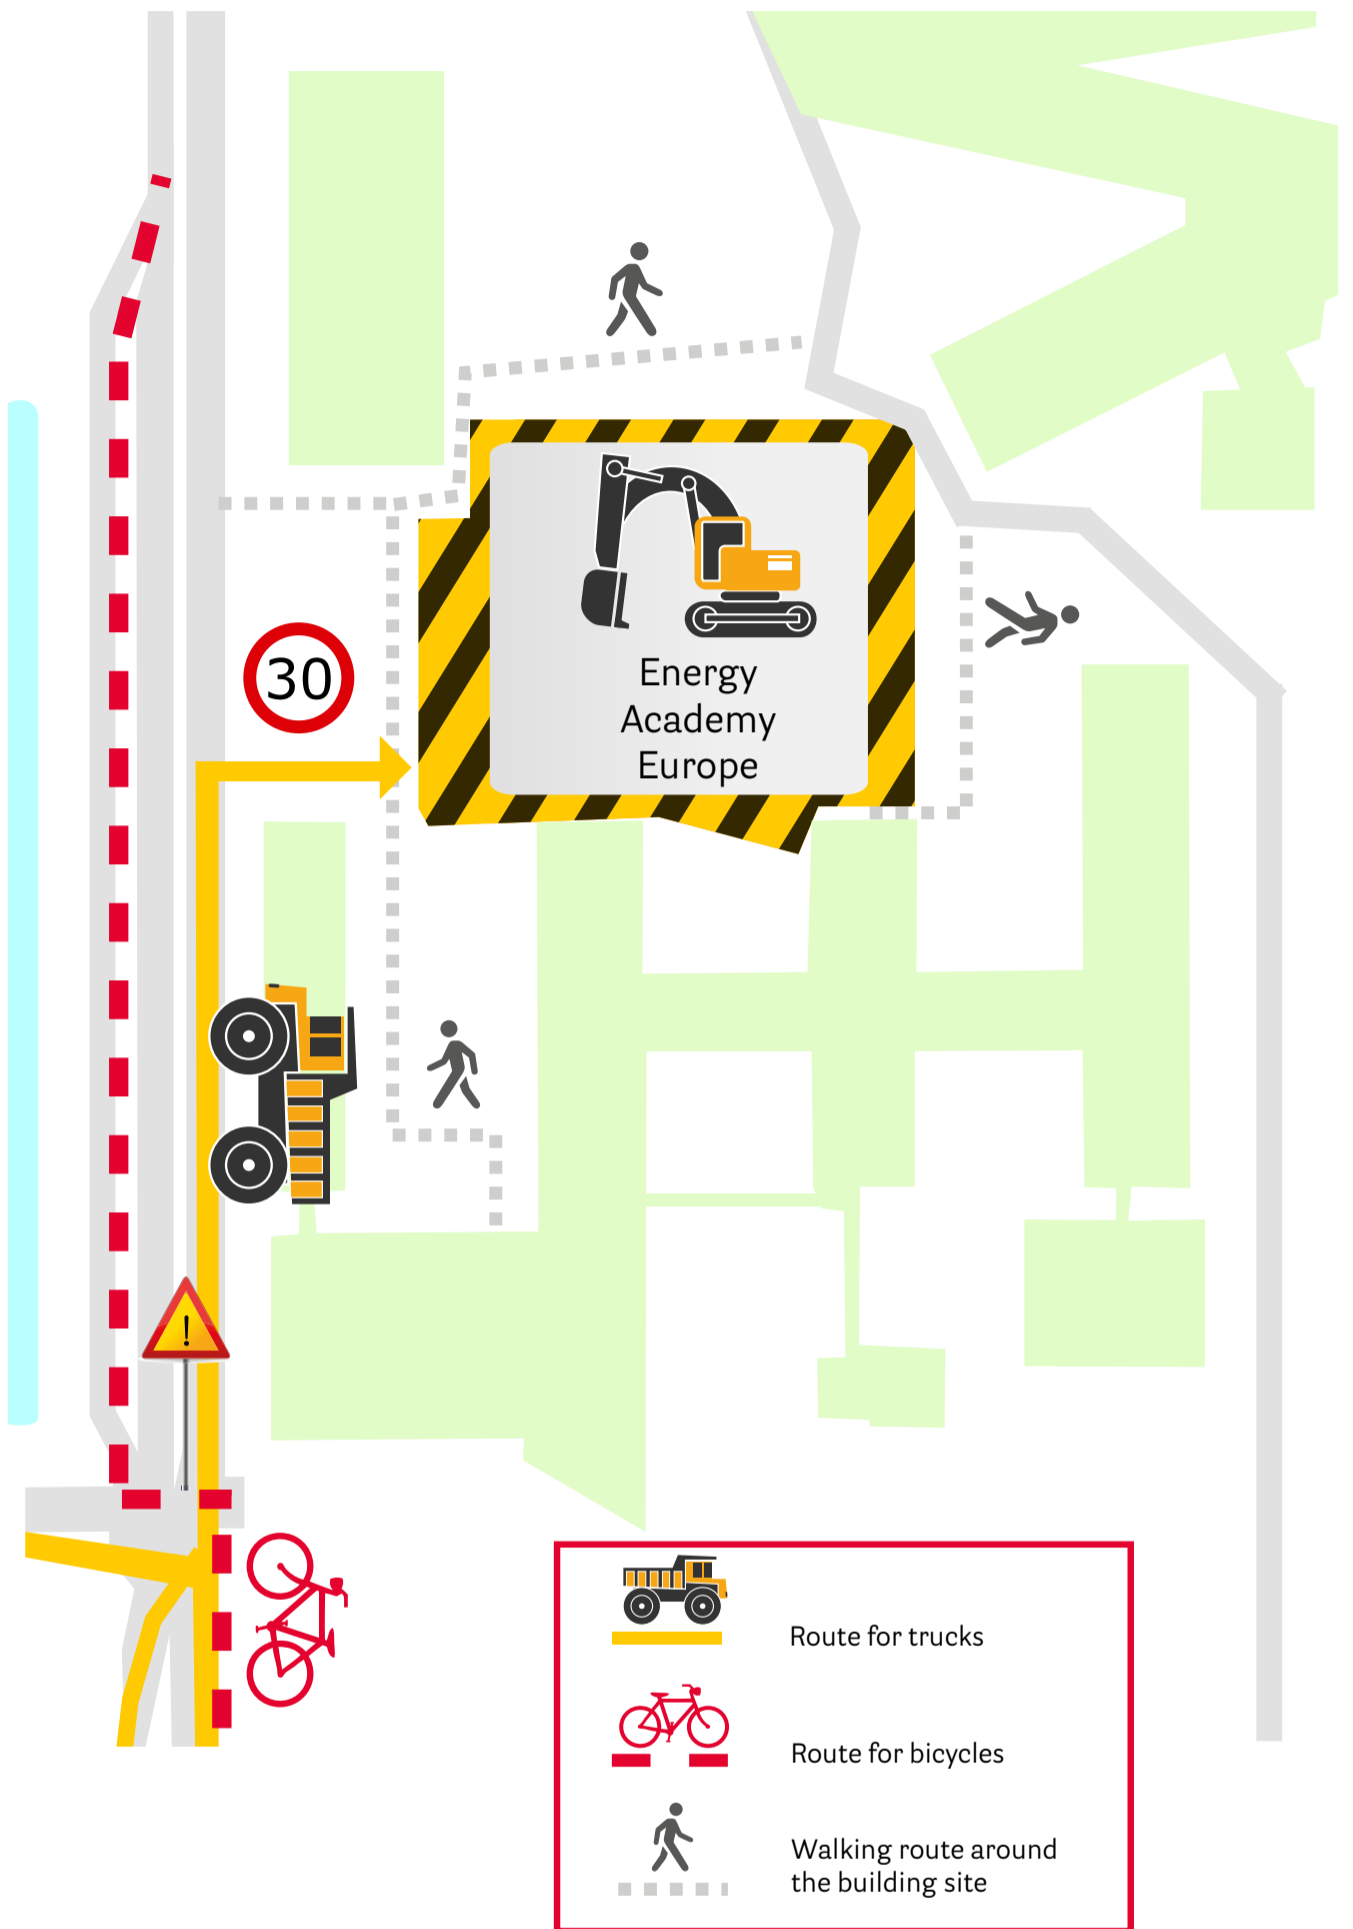 30
Energy
Academy
Europe
!
Route for trucks
Route for bicycles
Walking route around
the building site